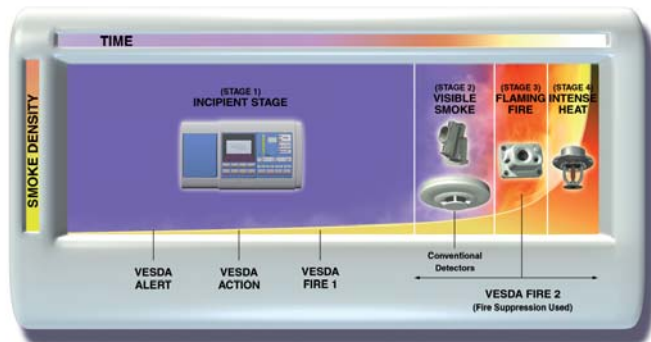 TIME
SMOKE DENSITY
(STAGE 1)
INCIPIENT STAGE
(STAGE 2)
VISIBLE
SMOKE
(STAGE 3)
FLAMING
FIRE
(STAGE 4)
INTENSE
HEAT
VESDA
ALERT
VESDA
ACTION
VESDA
FIRE 1
Conventional
Detectors
VESDA FIRE 2
(Fire Suppression Used)